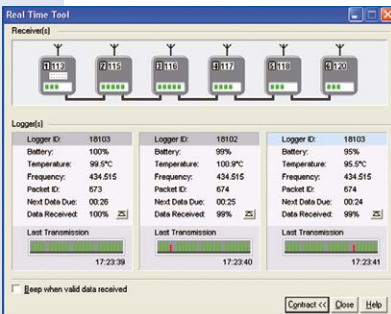 Real Time Tool
Receiver(s)
1 113 2 115 3 116 4 117 5 118 6 120
Logger(s)
Logger ID: 18103 Logger ID: 18102 Logger ID: 18103
Battery: 100% Battery: 99% Battery: 95%
Temperature: 99.5°C Temperature: 100.9°C Temperature: 95.5°C
Frequency: 434.515 Frequency: 434.515 Frequency: 434.515
Packet ID: 673 Packet ID: 674 Packet ID: 674
Next Data Due: 00:26 Next Data Due: 00:25 Next Data Due: 00:24
Data Received: 100% Data Received: 99% Data Received: 99%
Last Transmission Last Transmission Last Transmission
17:23:39 17:23:40 17:23:41
Beep when valid data received
Contract << Close Help